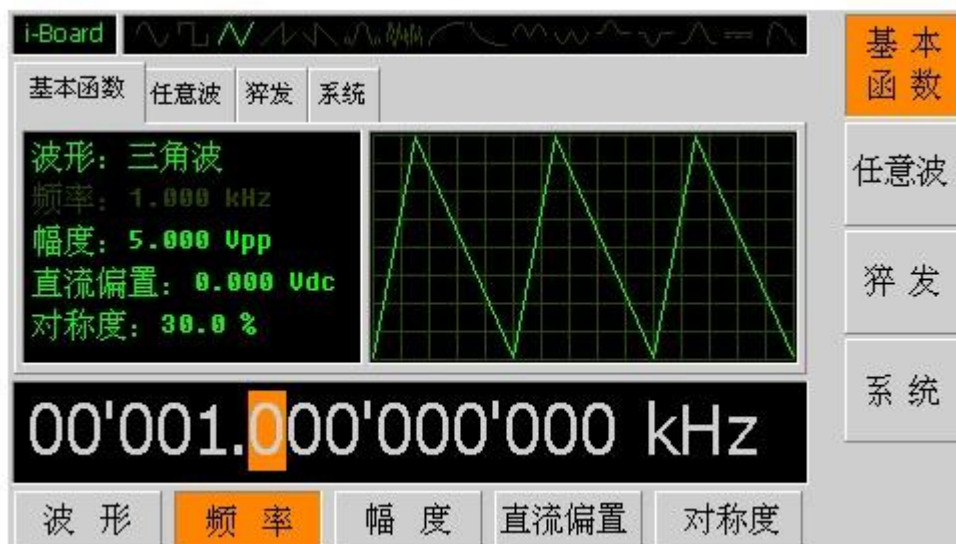 i-Board
基本函数 任意波 猝发 系统
波形：三角波
频率：1.000 kHz
幅度：5.000 Vpp
直流偏置：0.000 Vdc
对称度：30.0 %
00'001.000'000'000 kHz
波 形 频 率 幅 度 直流偏置 对称度
基 本
函 数
任意波
猝 发
系 统